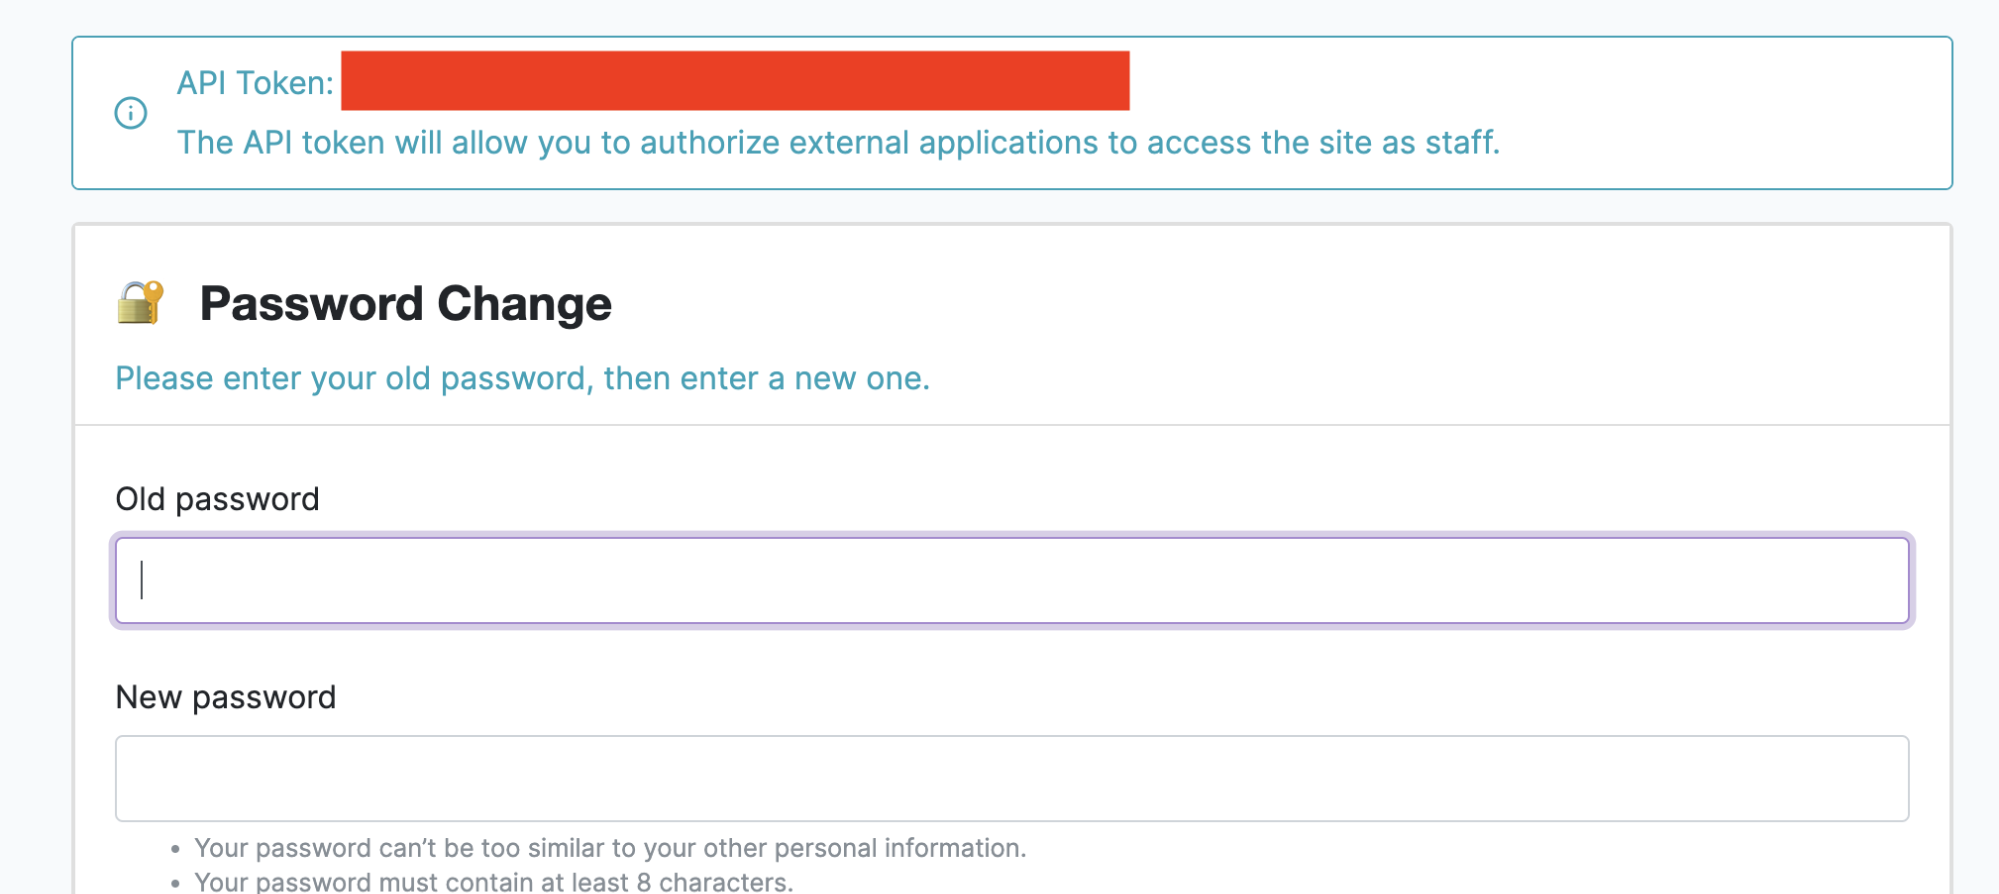 API Token:
The API token will allow you to authorize external applications to access the site as staff.
Password Change
Please enter your old password, then enter a new one.
Old password
New password
Your password can’t be too similar to your other personal information.
Your password must contain at least 8 characters.